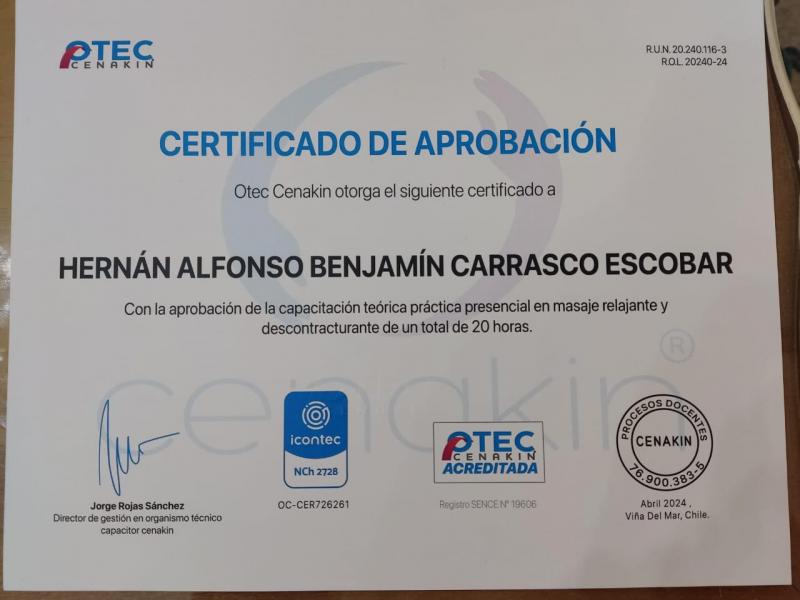 OTEC
CENAKIN
R.U.N. 20.240.116-3
R.O.L. 20240-24
CERTIFICADO DE APROBACIÓN
Otec Cenakin otorga el siguiente certificado a
HERNÁN ALFONSO BENJAMÍN CARRASCO ESCOBAR
Con la aprobación de la capacitación teórica práctica presencial en masaje relajante y
descontracturante de un total de 20 horas.
cenakin ®
Jorge Rojas Sánchez
Director de gestión en organismo técnico
capacitor cenakin
icontec
NCh 2728
OC-CER726261
OTEC
CENAKIN
ACREDITADA
Registro SENCE N° 19606
PROCESOS DOCENTES
CENAKIN
76.900.383-5
Abril 2024 ,
Viña Del Mar, Chile.